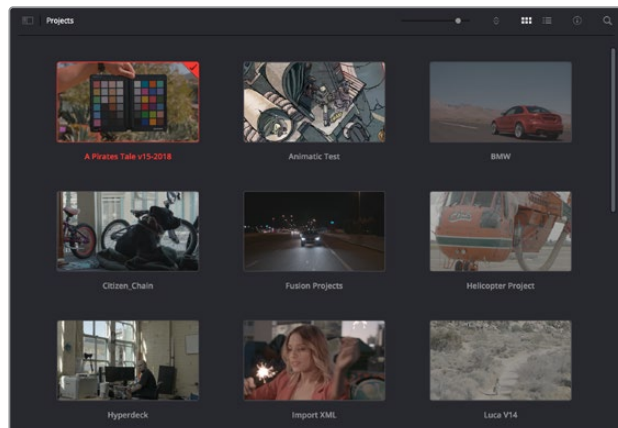 Projects
A Pirates Tale v15-2018
Animatic Test
BMW
Citizen_Chain
Fusion Projects
Helicopter Project
Hyperdeck
Import XML
Luca V14